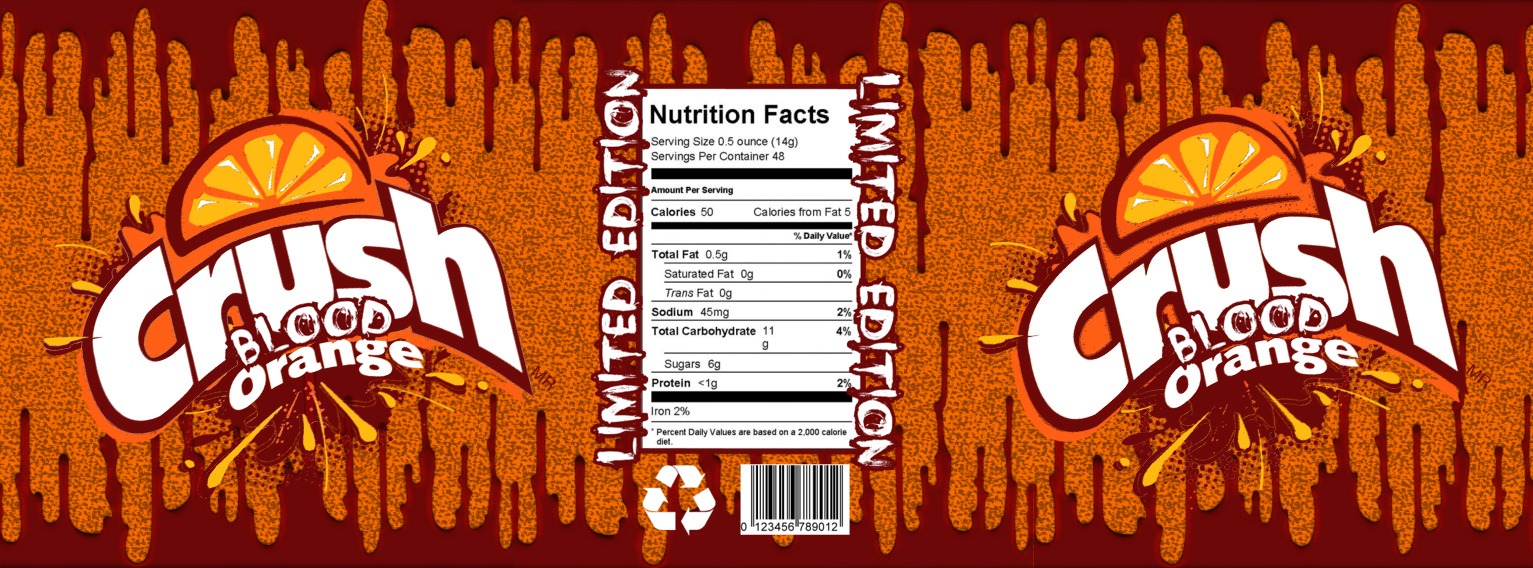 Crush
BLOOD
orange
MR
LIMITED EDITION
Nutrition Facts
Serving Size 0.5 ounce (14g)
Servings Per Container 48
Amount Per Serving
Calories 50 Calories from Fat 5
% Daily Value*
Total Fat 0.5g 1%
Saturated Fat 0g 0%
Trans Fat 0g
Sodium 45mg 2%
Total Carbohydrate 11 4%
g
Sugars 6g
Protein <1g 2%
Iron 2%
* Percent Daily Values are based on a 2,000 calorie
diet.
0 123456 789012
LIMITED EDITION
Crush
BLOOD
orange
MR